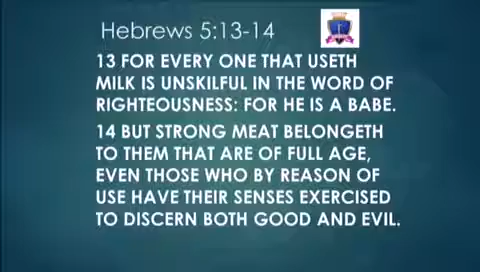 Hebrews 5:13-14
13 FOR EVERY ONE THAT USETH
MILK IS UNSKILFUL IN THE WORD OF
RIGHTEOUSNESS: FOR HE IS A BABE.
14 BUT STRONG MEAT BELONGETH
TO THEM THAT ARE OF FULL AGE,
EVEN THOSE WHO BY REASON OF
USE HAVE THEIR SENSES EXERCISED
TO DISCERN BOTH GOOD AND EVIL.